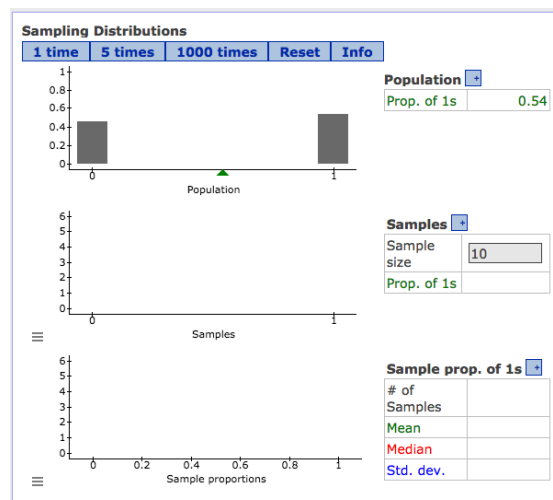 Sampling Distributions
1 time 5 times 1000 times Reset Info
1
0.8
0.6
0.4
0.2
0
0 1
Population
Population +
Prop. of 1s 0.54
6
5
4
3
2
1
0
0 1
Samples
Samples +
Sample size 10
Prop. of 1s
6
5
4
3
2
1
0
0 0.2 0.4 0.6 0.8 1
Sample proportions
Sample prop. of 1s +
# of
Samples
Mean
Median
Std. dev.